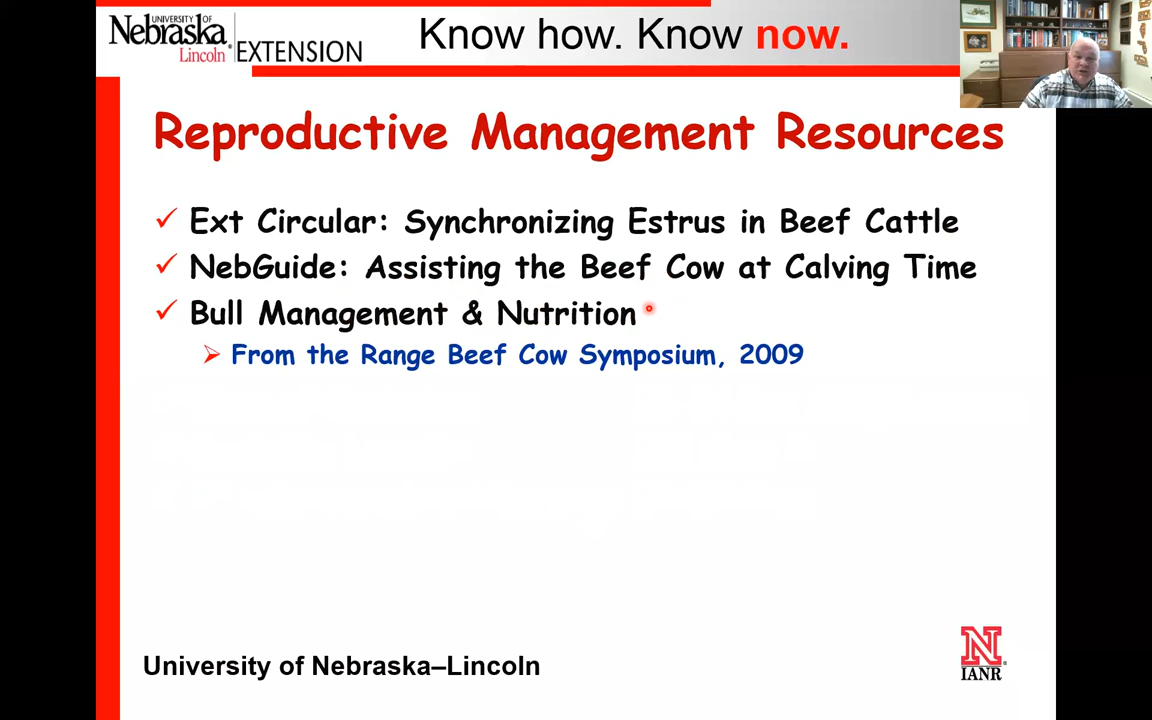 UNIVERSITY OF
Nebraska
Lincoln
EXTENSION
Know how. Know now.
Reproductive Management Resources
Ext Circular: Synchronizing Estrus in Beef Cattle
NebGuide: Assisting the Beef Cow at Calving Time
Bull Management & Nutrition
From the Range Beef Cow Symposium, 2009
University of Nebraska–Lincoln
N
IANR